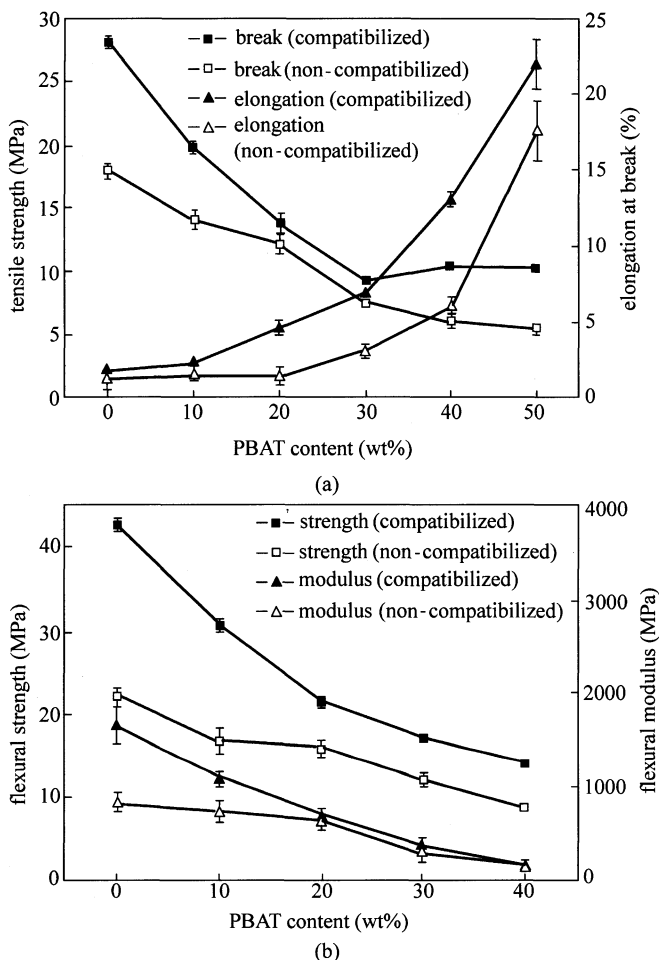 30
25
20
15
10
5
0
tensile strength (MPa)
break (compatibilized)
break (non-compatibilized)
elongation (compatibilized)
elongation
(non-compatibilized)
25
20
15
10
5
0
elongation at break (%)
0 10 20 30 40 50
PBAT content (wt%)
(a)
40
30
20
10
0
flexural strength (MPa)
strength (compatibilized)
strength (non-compatibilized)
modulus (compatibilized)
modulus (non-compatibilized)
4000
3000
2000
1000
0
flexural modulus (MPa)
0 10 20 30 40
PBAT content (wt%)
(b)